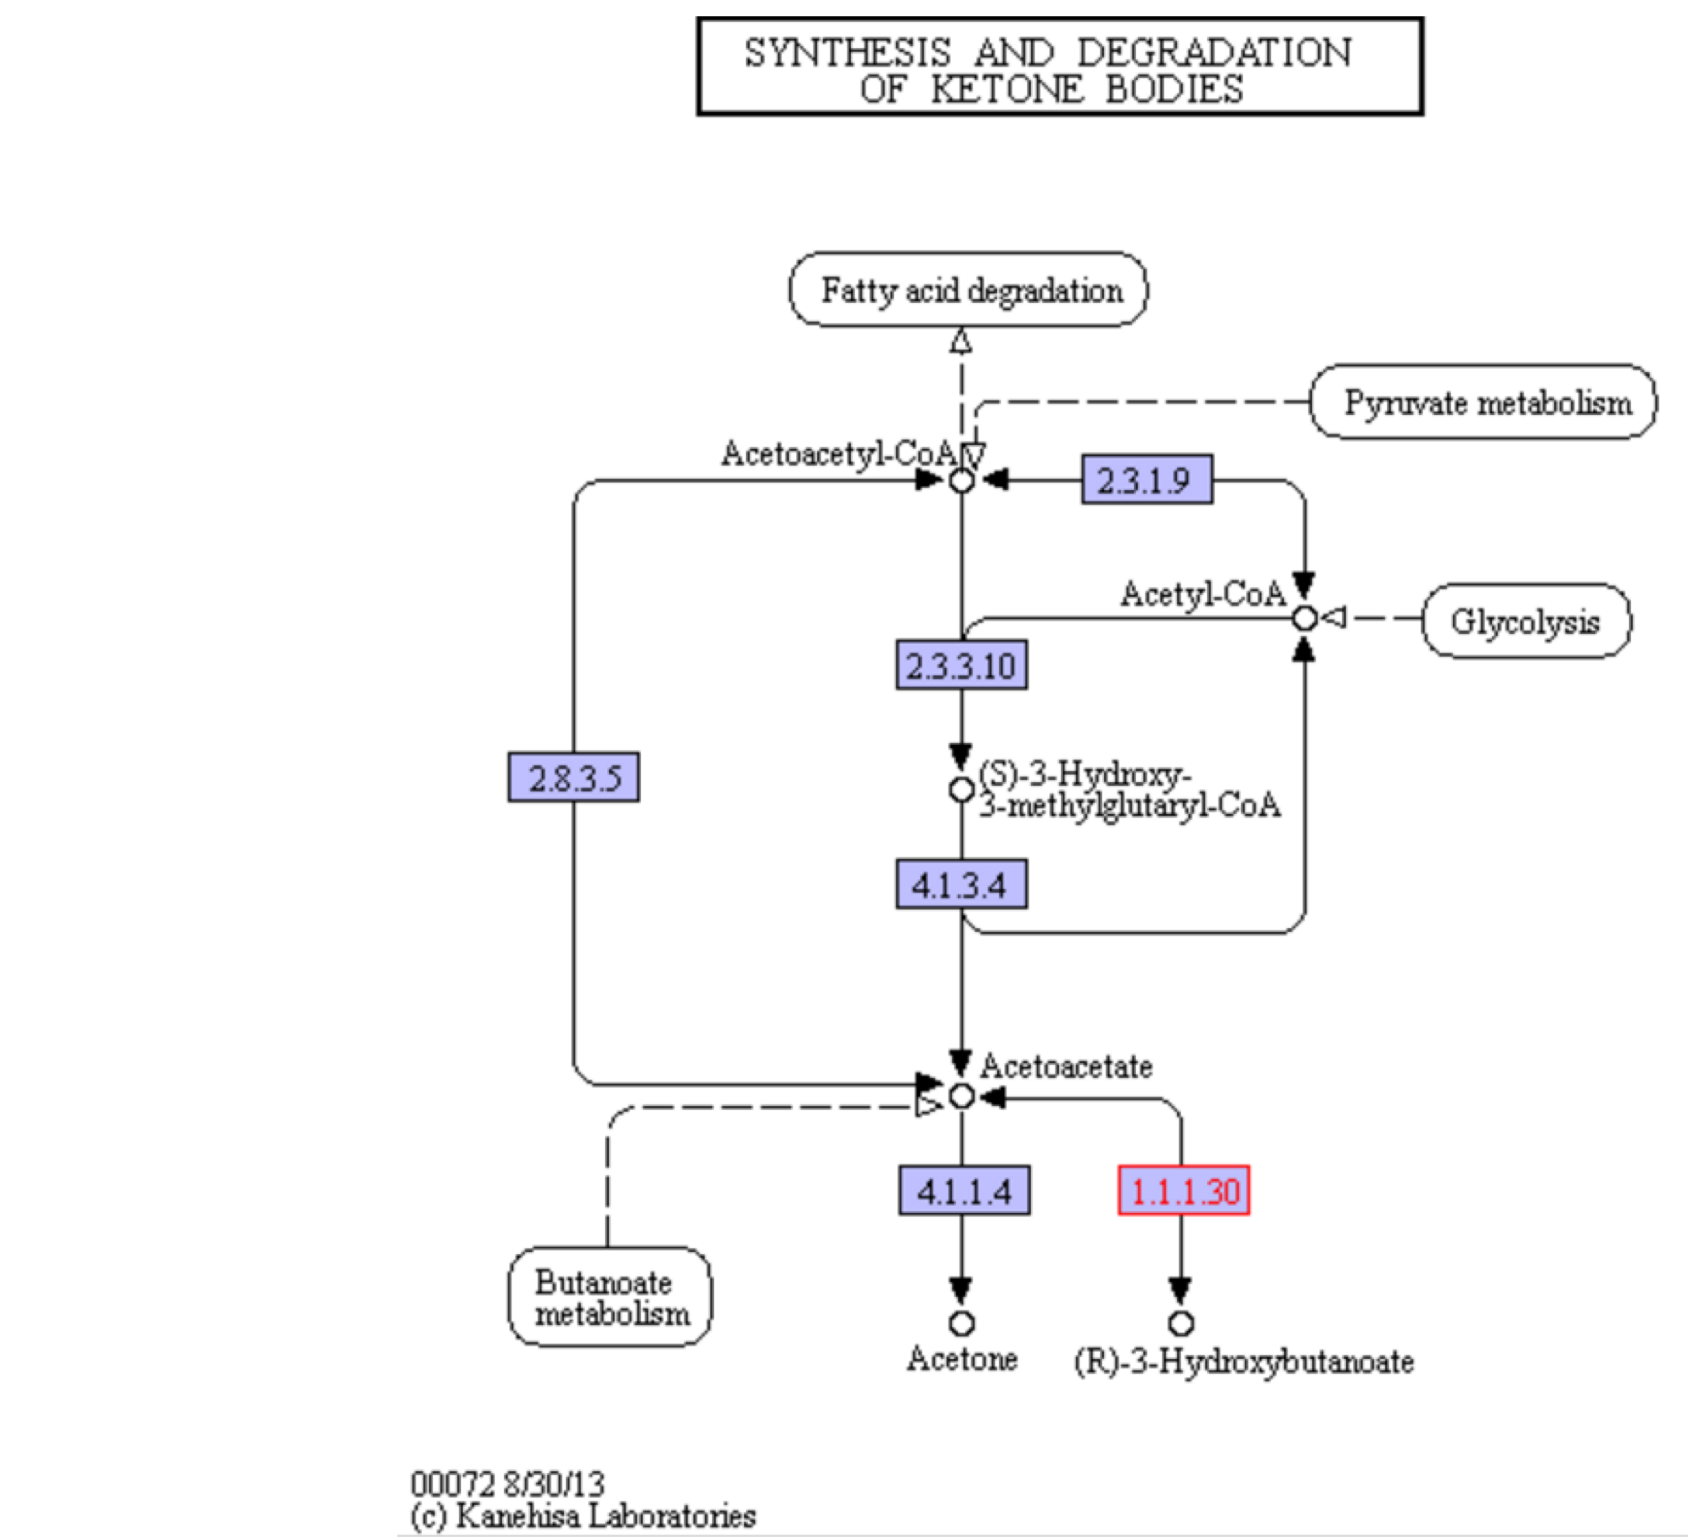 SYNTHESIS AND DEGRADATION
OF KETONE BODIES
Fatty acid degradation
Pyruvate metabolism
Acetoacetyl-CoA
2.3.1.9
Acetyl-CoA
Glycolysis
2.3.3.10
2.8.3.5
(S)-3-Hydroxy-
3-methylglutaryl-CoA
4.1.3.4
Acetoacetate
4.1.1.4
1.1.1.30
Butanoate
metabolism
Acetone
(R)-3-Hydroxybutanoate
00072 8/30/13
(c) Kanehisa Laboratories